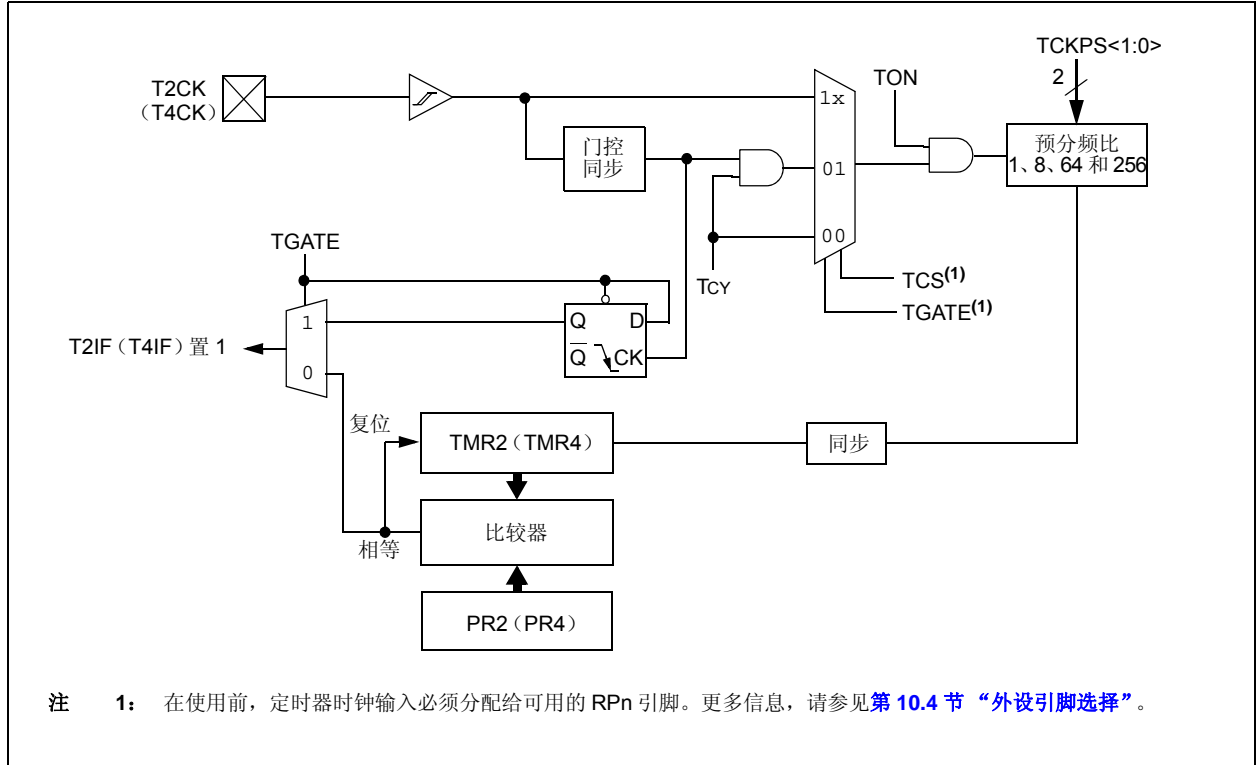 TCKPS<1:0>
2
T2CK
（T4CK）
TON
1x
门控
同步
01
预分频比
1、8、64 和 256
00
TGATE
TCY
TCS(1)
TGATE(1)
1
Q
D
T2IF（T4IF）置 1
Q
CK
0
复位
TMR2（TMR4）
同步
比较器
相等
PR2（PR4）
注 1： 在使用前，定时器时钟输入必须分配给可用的 RPn 引脚。更多信息，请参见第 10.4 节 “外设引脚选择”。